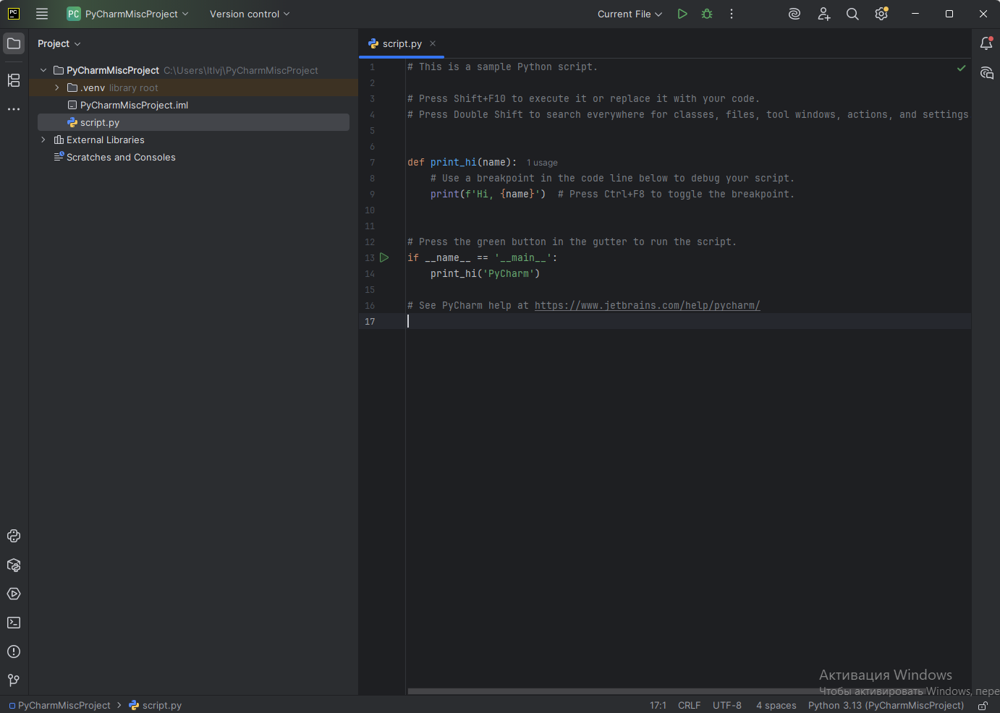 PC
PC PyCharmMiscProject Version control Current File
Project
PyCharmMiscProject C:\Users\ltlvj\PyCharmMiscProject
.venv library root
PyCharmMiscProject.iml
script.py
External Libraries
Scratches and Consoles
script.py
1 # This is a sample Python script.
2
3 # Press Shift+F10 to execute it or replace it with your code.
4 # Press Double Shift to search everywhere for classes, files, tool windows, actions, and settings
5
6
7 def print_hi(name): 1 usage
8 # Use a breakpoint in the code line below to debug your script.
9 print(f'Hi, {name}') # Press Ctrl+F8 to toggle the breakpoint.
10
11
12 # Press the green button in the gutter to run the script.
13 if __name__ == '__main__':
14 print_hi('PyCharm')
15
16 # See PyCharm help at https://www.jetbrains.com/help/pycharm/
17
Активация Windows
Чтобы активировать Windows, пере
PyCharmMiscProject script.py 17:1 CRLF UTF-8 4 spaces Python 3.13 (PyCharmMiscProject)